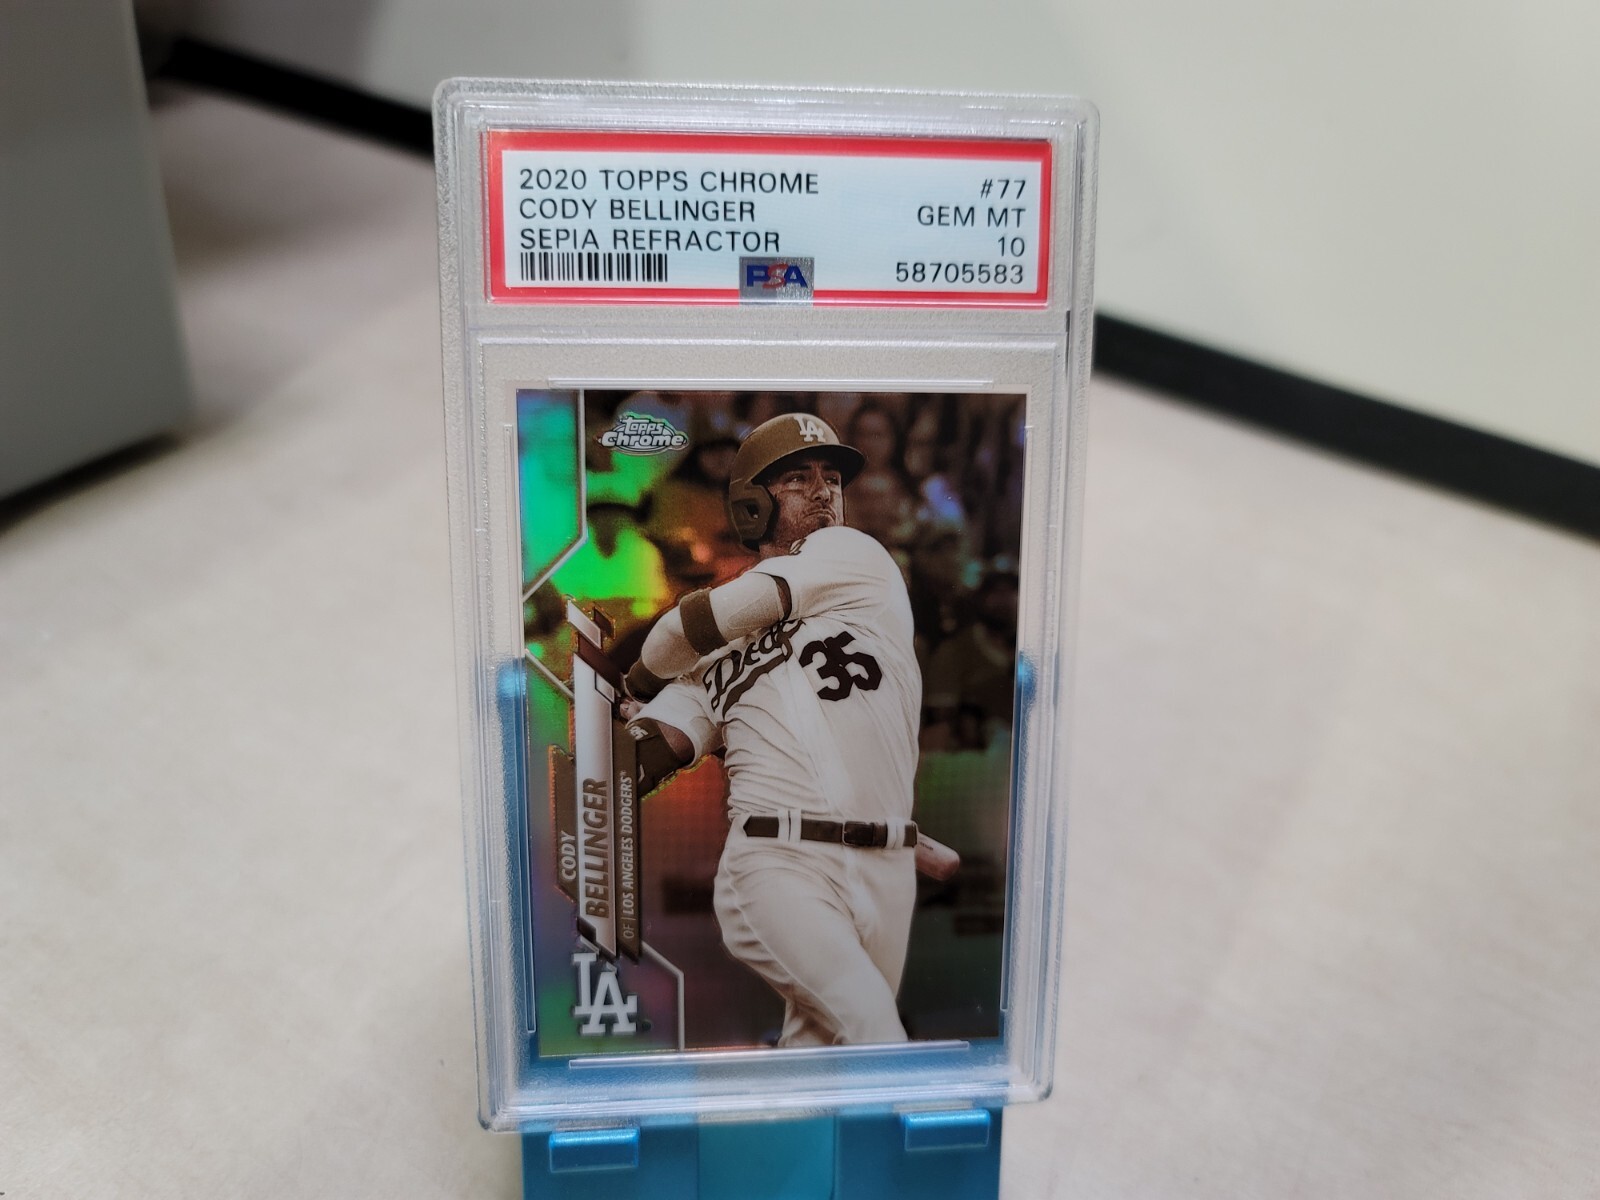 2020 TOPPS CHROME #77
CODY BELLINGER GEM MT
SEPIA REFRACTOR 10
PSA 58705583
Topps
Chrome
LA
Dodge
35
CODY
BELLINGER
OF | LOS ANGELES DODGERS
LA